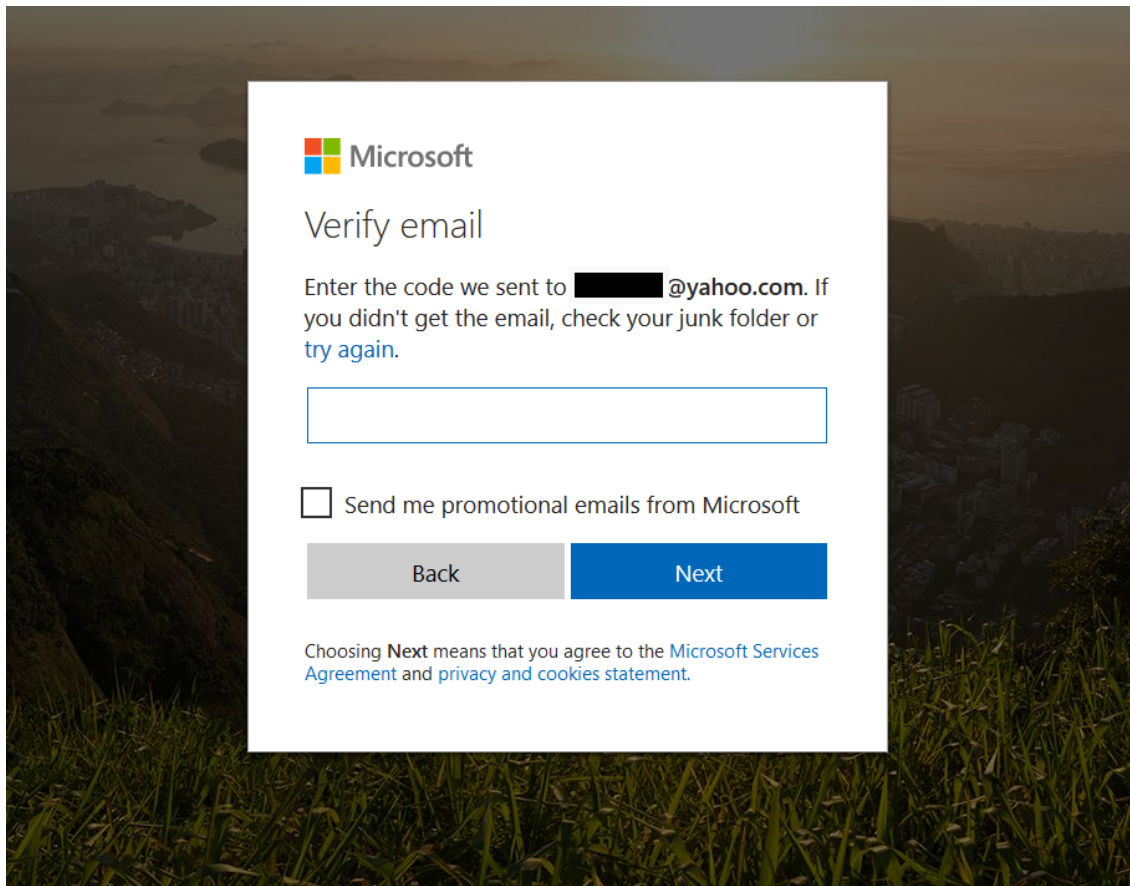 Microsoft
Verify email
Enter the code we sent to @yahoo.com. If
you didn't get the email, check your junk folder or
try again.
Send me promotional emails from Microsoft
Back
Next
Choosing Next means that you agree to the Microsoft Services
Agreement and privacy and cookies statement.